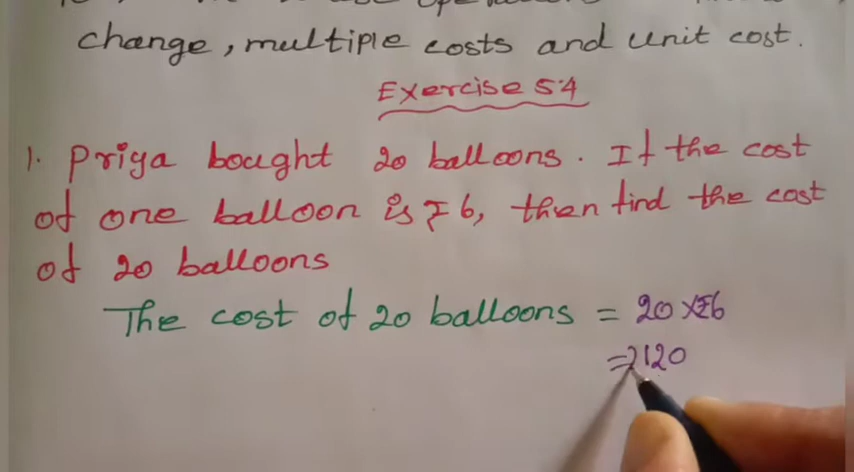 change, multiple costs and unit cost.
Exercise 5.4
1. Priya bought 20 balloons. If the cost
of one balloon is ₹ 6, then find the cost
of 20 balloons
The cost of 20 balloons = 20 x ₹6
= 120